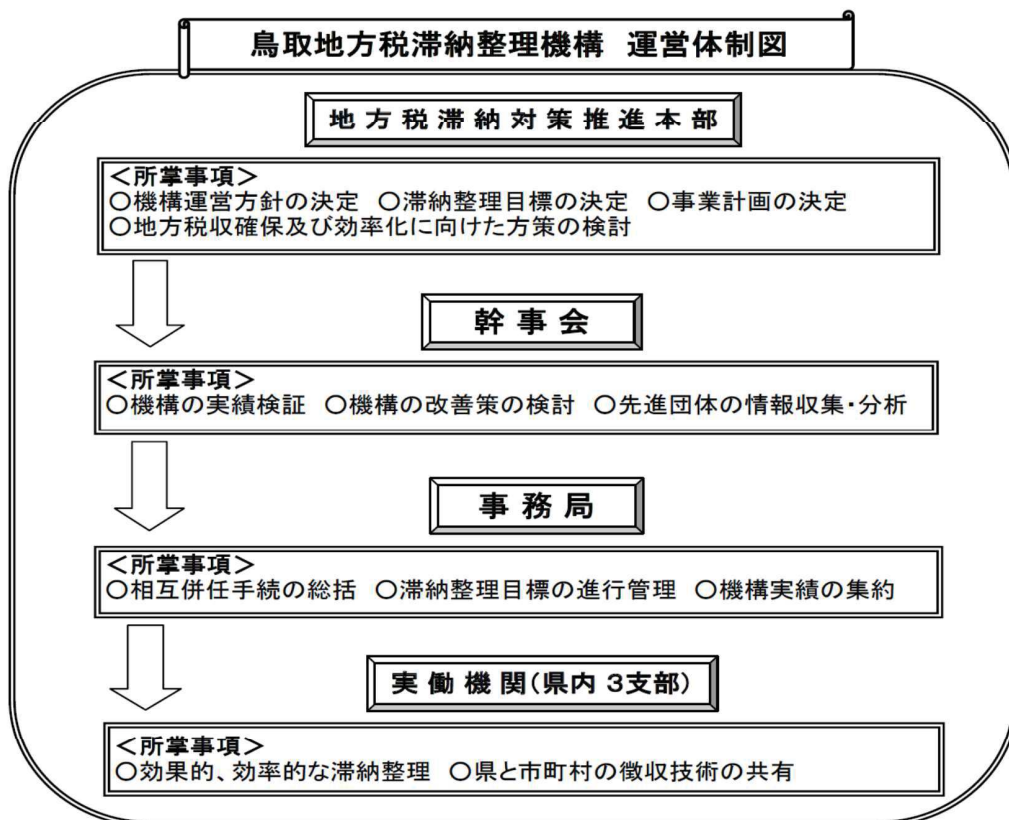 鳥取地方税滞納整理機構 運営体制図
地方税滞納対策推進本部
＜所掌事項＞
○機構運営方針の決定 ○滞納整理目標の決定 ○事業計画の決定
○地方税収確保及び効率化に向けた方策の検討
幹事会
＜所掌事項＞
○機構の実績検証 ○機構の改善策の検討 ○先進団体の情報収集・分析
事務局
＜所掌事項＞
○相互併任手続の総括 ○滞納整理目標の進行管理 ○機構実績の集約
実働機関(県内 3支部)
＜所掌事項＞
○効果的、効率的な滞納整理 ○県と市町村の徴収技術の共有